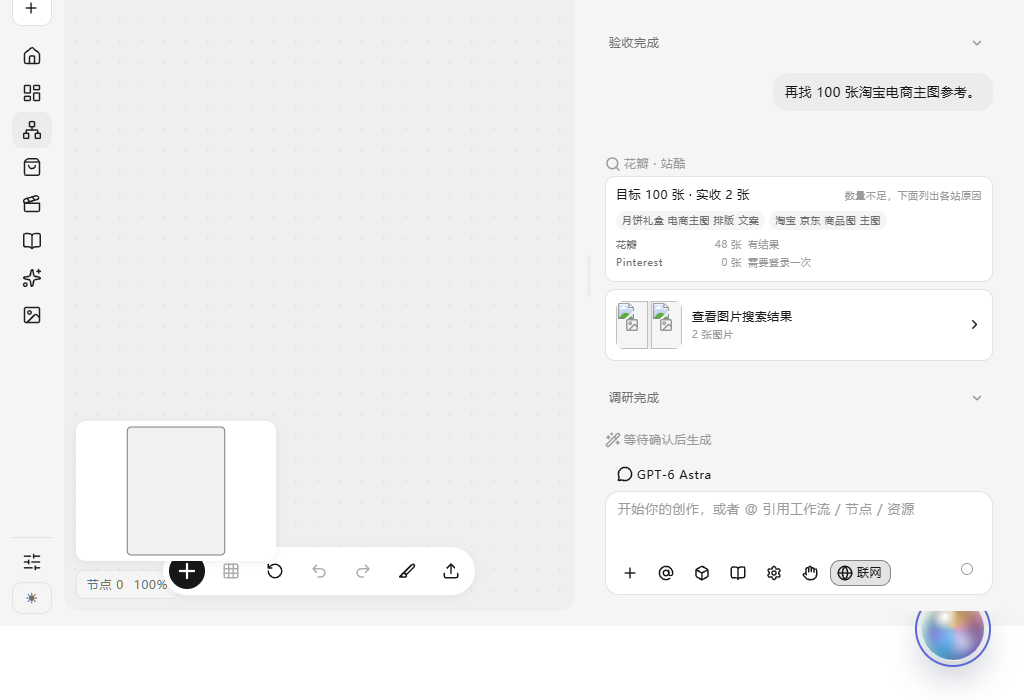 验收完成
再找 100 张淘宝电商主图参考。
花瓣 · 站酷
目标 100 张 · 实收 2 张
数量不足，下面列出各站原因
月饼礼盒 电商主图 排版 文案
淘宝 京东 商品图 主图
花瓣 48 张 有结果
Pinterest 0 张 需要登录一次
查看图片搜索结果
2 张图片
调研完成
等待确认后生成
GPT-6 Astra
开始你的创作，或者 @ 引用工作流 / 节点 / 资源
联网
节点 0 100%